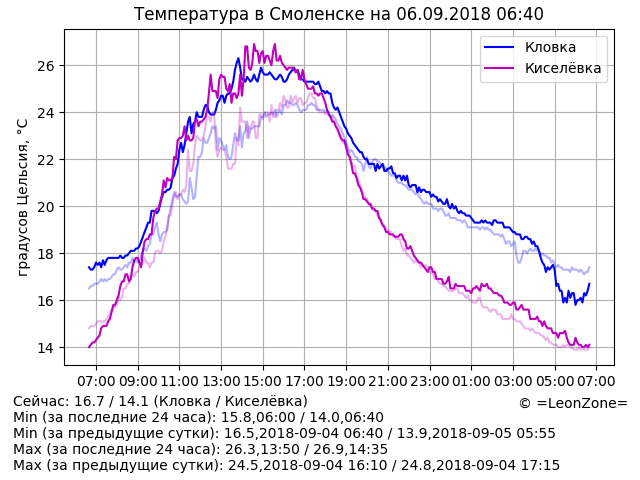 Температура в Смоленске на 06.09.2018 06:40
Кловка
Киселёвка
градусов Цельсия, °C
26
24
22
20
18
16
14
07:00 09:00 11:00 13:00 15:00 17:00 19:00 21:00 23:00 01:00 03:00 05:00 07:00
Сейчас: 16.7 / 14.1 (Кловка / Киселёвка)
© =LeonZone=
Min (за последние 24 часа): 15.8,06:00 / 14.0,06:40
Min (за предыдущие сутки): 16.5,2018-09-04 06:40 / 13.9,2018-09-05 05:55
Max (за последние 24 часа): 26.3,13:50 / 26.9,14:35
Max (за предыдущие сутки): 24.5,2018-09-04 16:10 / 24.8,2018-09-04 17:15